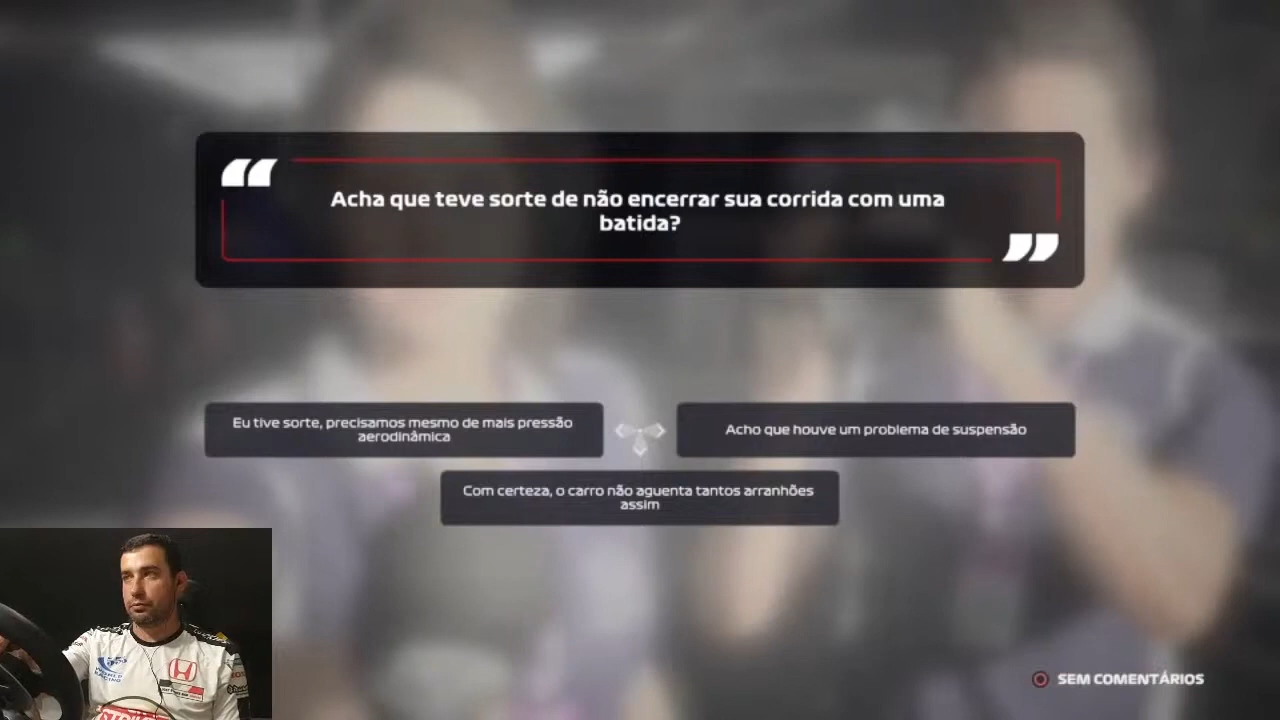 Acha que teve sorte de não encerrar sua corrida com uma
batida?
Eu tive sorte, precisamos mesmo de mais pressão
aerodinâmica
Acho que houve um problema de suspensão
Com certeza, o carro não aguenta tantos arranhões
assim
SEM COMENTÁRIOS